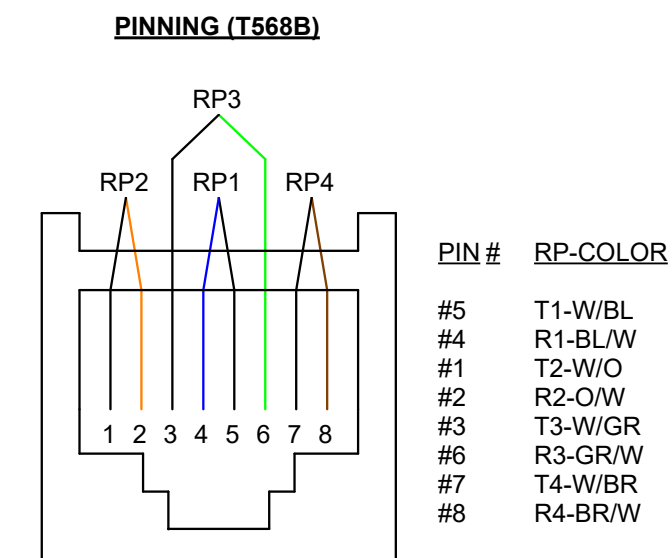 PINNING (T568B)
RP3
RP2 RP1 RP4
1 2 3 4 5 6 7 8
PIN # RP-COLOR
#5 T1-W/BL
#4 R1-BL/W
#1 T2-W/O
#2 R2-O/W
#3 T3-W/GR
#6 R3-GR/W
#7 T4-W/BR
#8 R4-BR/W